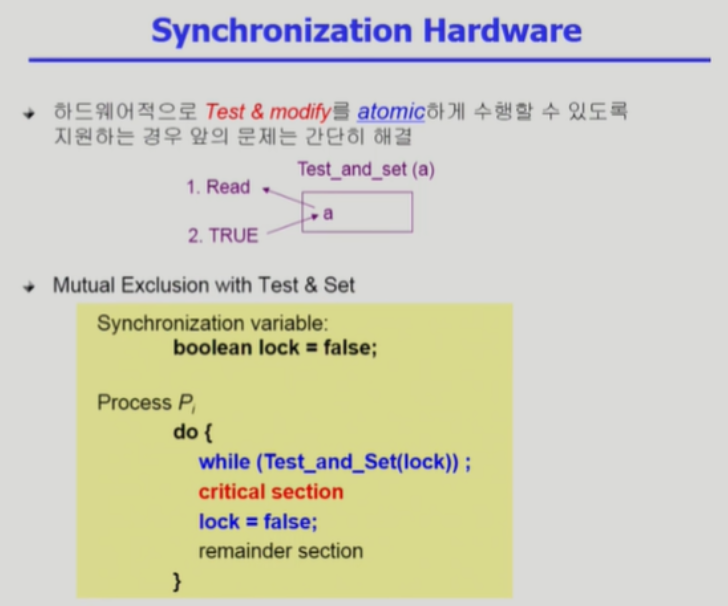 Synchronization Hardware
하드웨어적으로 Test & modify를 atomic하게 수행할 수 있도록
지원하는 경우 앞의 문제는 간단히 해결
Test_and_set (a)
1. Read
a
2. TRUE
Mutual Exclusion with Test & Set
Synchronization variable:
boolean lock = false;
Process Pi
do {
while (Test_and_Set(lock)) ;
critical section
lock = false;
remainder section
}